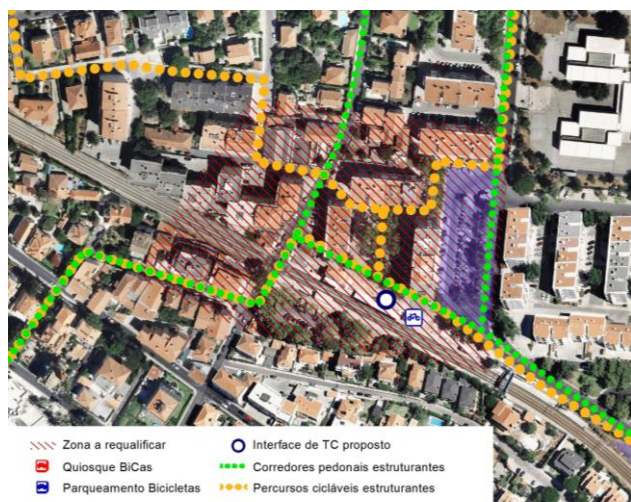 Zona a requalificar
Interface de TC proposto
Quiosque BiCas
Corredores pedonais estruturantes
Parqueamento Bicicletas
Percursos cicláveis estruturantes